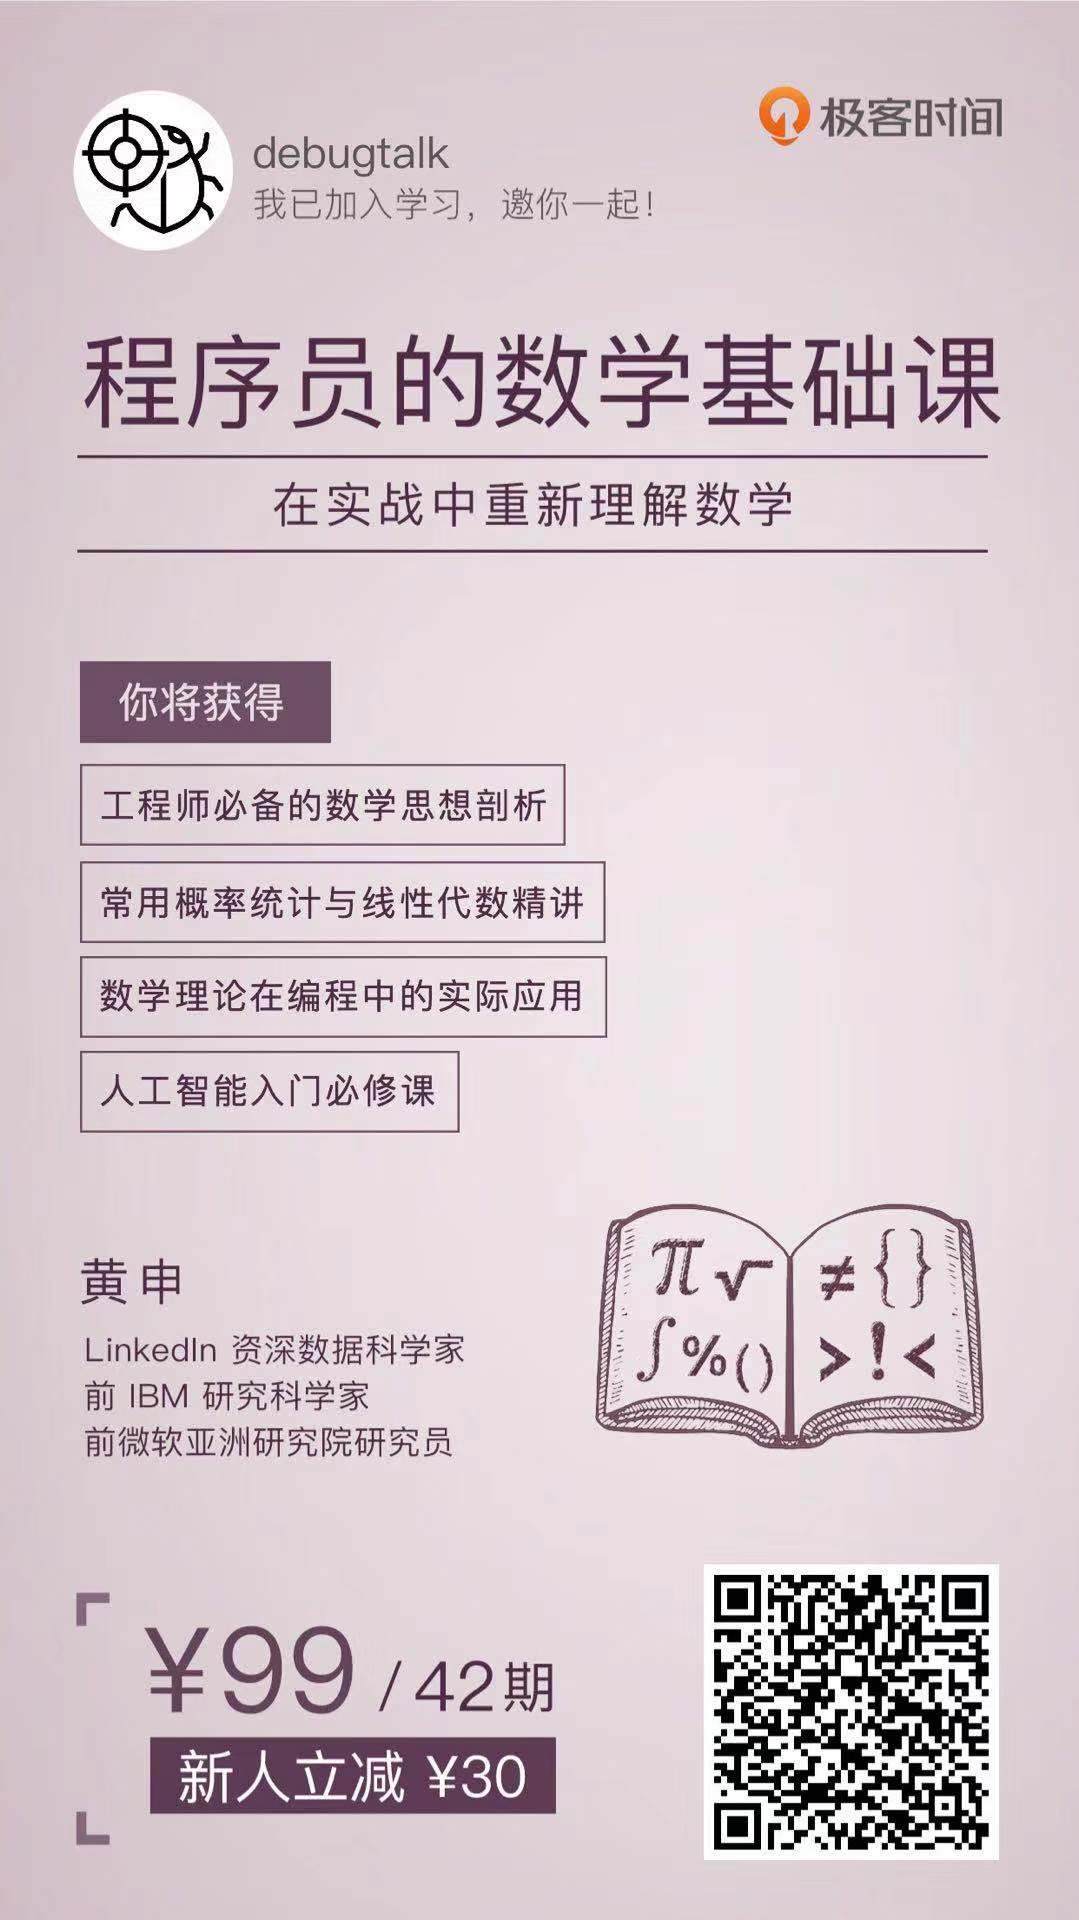 debugtalk
我已加入学习，邀你一起！
极客时间
程序员的数学基础课
在实战中重新理解数学
你将获得
工程师必备的数学思想剖析
常用概率统计与线性代数精讲
数学理论在编程中的实际应用
人工智能入门必修课
黄申
LinkedIn 资深数据科学家
前 IBM 研究科学家
前微软亚洲研究院研究员
π √ ≠ { }
∫ % ( ) > ! <
¥99 / 42期
新人立减 ¥30